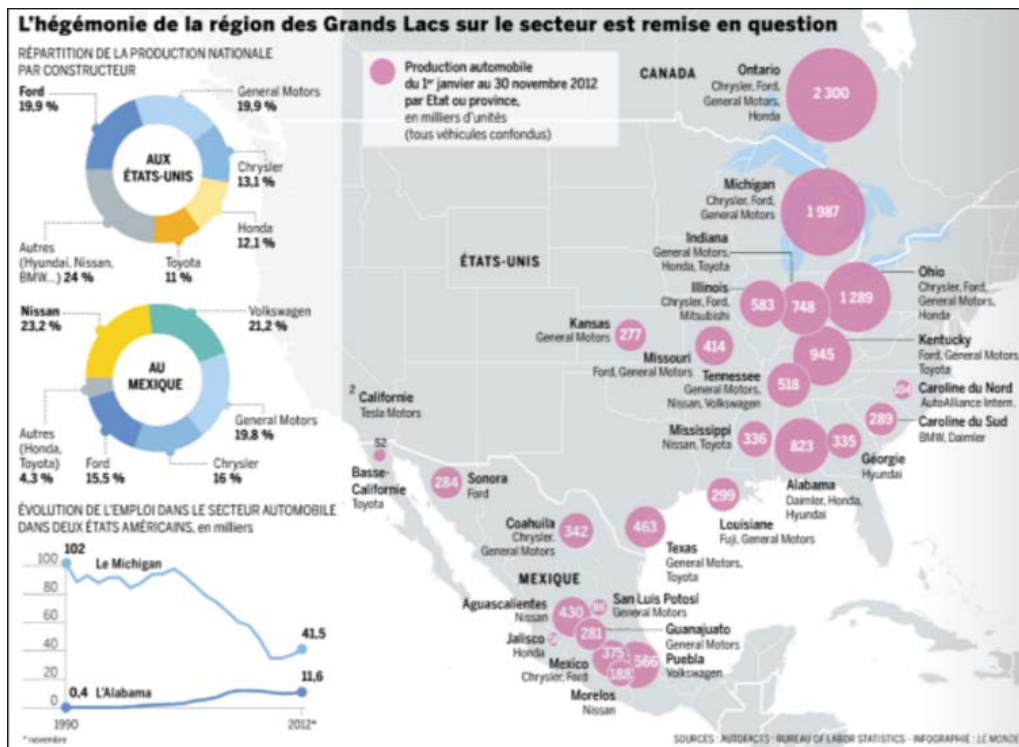 L'hégémonie de la région des Grands Lacs sur le secteur est remise en question
RÉPARTITION DE LA PRODUCTION NATIONALE
PAR CONSTRUCTEUR
Ford
19,9 %
General Motors
19,9 %
AUX
ÉTATS-UNIS
Chrysler
13,1 %
Honda
12,1 %
Toyota
11 %
Autres
(Hyundai, Nissan,
BMW...) 24 %
Nissan
23,2 %
Volkswagen
21,2 %
AU
MEXIQUE
General Motors
19,8 %
Chrysler
16 %
Ford
15.5 %
Autres
(Honda,
Toyota)
4.3 %
ÉVOLUTION DE L'EMPLOI DANS LE SECTEUR AUTOMOBILE
DANS DEUX ÉTATS AMÉRICAINS, en milliers
102
100
80
60
40
20
0
Le Michigan
41,5
0,4 L'Alabama
11,6
1990
2012*
* novembre
Production automobile
du 1er janvier au 30 novembre 2012
par Etat ou province,
en milliers d'unités
(tous véhicules confondus)
CANADA
Ontario
Chrysler, Ford,
General Motors,
Honda
2 300
Michigan
Chrysler, Ford,
General Motors
1 987
ÉTATS-UNIS
Indiana
General Motors,
Honda, Toyota
748
Illinois
Chrysler, Ford,
Mitsubishi
583
Ohio
Chrysler, Ford,
General Motors,
Honda
1 289
Kansas
General Motors
277
Missouri
Ford, General Motors
414
Kentucky
Ford, General Motors,
Toyota
945
Tennessee
General Motors,
Nissan, Volkswagen
518
Caroline du Nord
AutoAlliance Intern.
Caroline du Sud
BMW, Daimler
289
2 Californie
Tesla Motors
Mississippi
Nissan, Toyota
336
823
Alabama
Daimler, Honda,
Hyundai
335
Géorgie
Hyundai
52
Basse-
Californie
Toyota
284
Sonora
Ford
299
Louisiane
Fuji, General Motors
Coahuila
Chrysler,
General Motors
342
463
Texas
General Motors,
Toyota
MEXIQUE
Aguascalientes
Nissan
430
San Luis Potosí
General Motors
281
Guanajuato
General Motors
Jalisco
Honda
Mexico
Chrysler, Ford
375
566
Puebla
Volkswagen
188
Morelos
Nissan
SOURCES : AUTOFACTS ; BUREAU OF LABOR STATISTICS - INFOGRAPHIE : LE MONDE